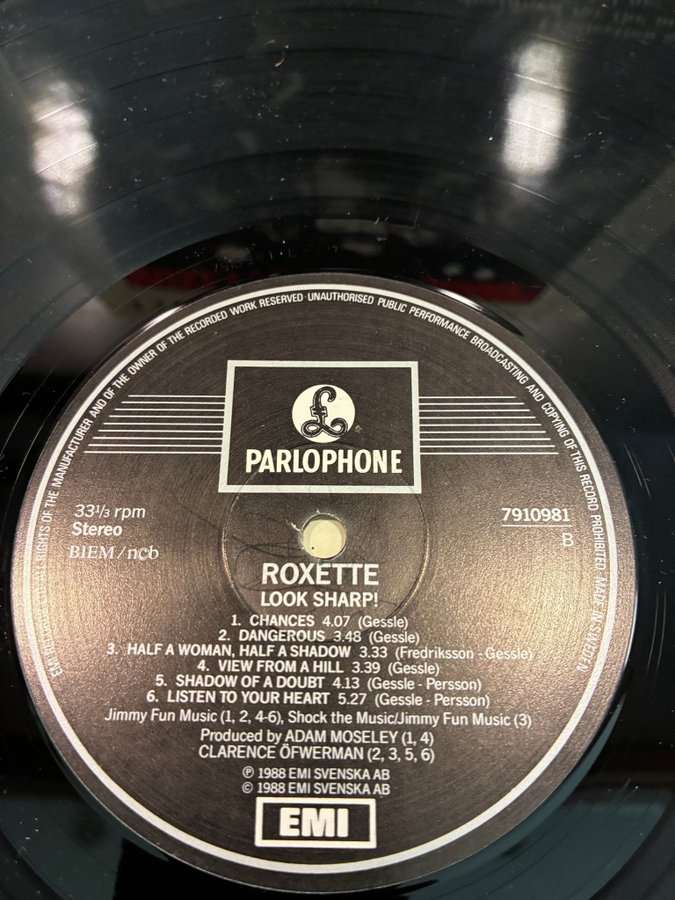 EMI REC ALL RIGHTS OF THE MANUFACTURER AND OF THE OWNER OF THE RECORDED WORK RESERVED · UNAUTHORISED PUBLIC PERFORMANCE BROADCASTING AND COPYING OF THIS RECORD PROHIBITED · MADE IN SWEDEN
£
PARLOPHONE
33⅓ rpm
Stereo
BIEM/ncb
7910981
B
ROXETTE
LOOK SHARP!
1. CHANCES 4.07 (Gessle)
2. DANGEROUS 3.48 (Gessle)
3. HALF A WOMAN, HALF A SHADOW 3.33 (Fredriksson - Gessle)
4. VIEW FROM A HILL 3.39 (Gessle)
5. SHADOW OF A DOUBT 4.13 (Gessle - Persson)
6. LISTEN TO YOUR HEART 5.27 (Gessle - Persson)
Jimmy Fun Music (1, 2, 4-6), Shock the Music/Jimmy Fun Music (3)
Produced by ADAM MOSELEY (1, 4)
CLARENCE ÖFWERMAN (2, 3, 5, 6)
℗ 1988 EMI SVENSKA AB
© 1988 EMI SVENSKA AB
EMI